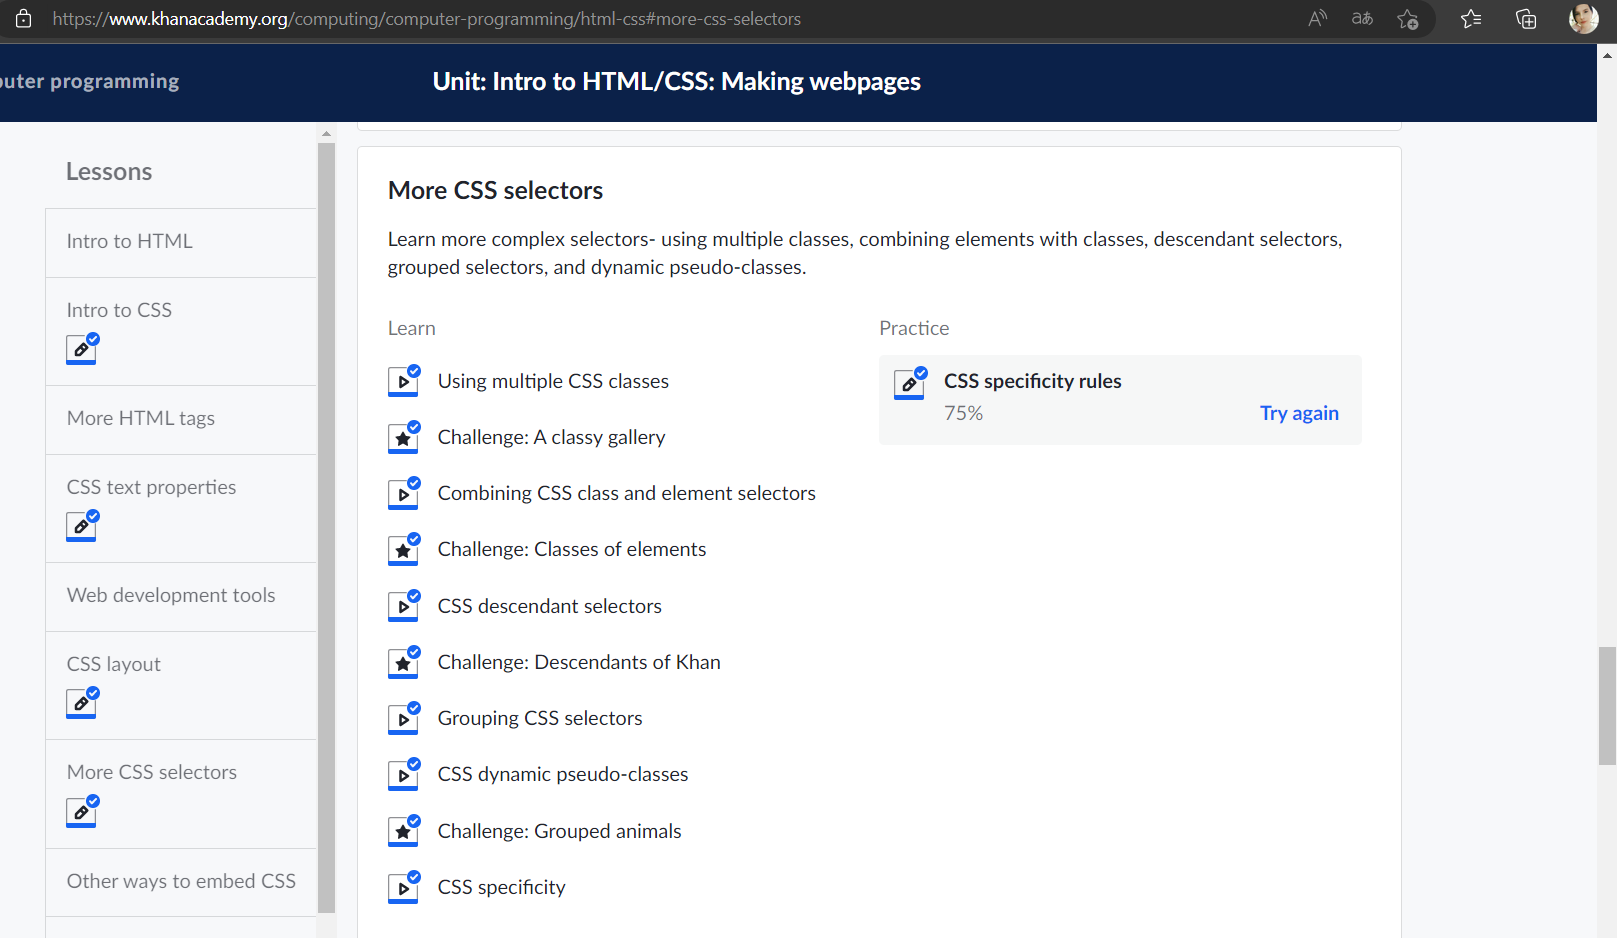 https://www.khanacademy.org/computing/computer-programming/html-css#more-css-selectors
puter programming
Unit: Intro to HTML/CSS: Making webpages
Lessons
Intro to HTML
Intro to CSS
More HTML tags
CSS text properties
Web development tools
CSS layout
More CSS selectors
Other ways to embed CSS
More CSS selectors
Learn more complex selectors- using multiple classes, combining elements with classes, descendant selectors,
grouped selectors, and dynamic pseudo-classes.
Learn
Using multiple CSS classes
Challenge: A classy gallery
Combining CSS class and element selectors
Challenge: Classes of elements
CSS descendant selectors
Challenge: Descendants of Khan
Grouping CSS selectors
CSS dynamic pseudo-classes
Challenge: Grouped animals
CSS specificity
Practice
CSS specificity rules
75%
Try again